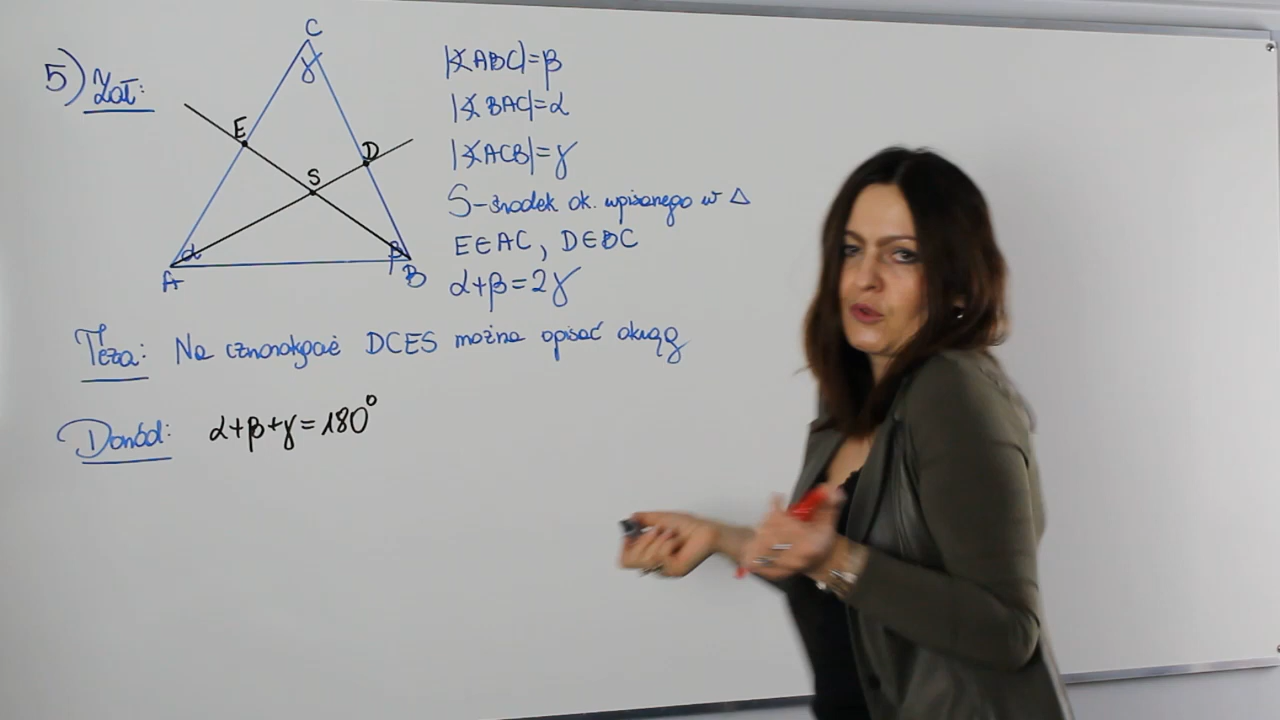 5) Zał:
C
γ
E
D
S
α
β
A
B
|∢ABC|=β
|∢BAC|=α
|∢ACB|=γ
S-środek ok. wpisanego w △
E∈AC, D∈BC
α+β=2γ
Teza: Na czworokącie DCES można opisać okrąg
Dowód: α+β+γ=180°